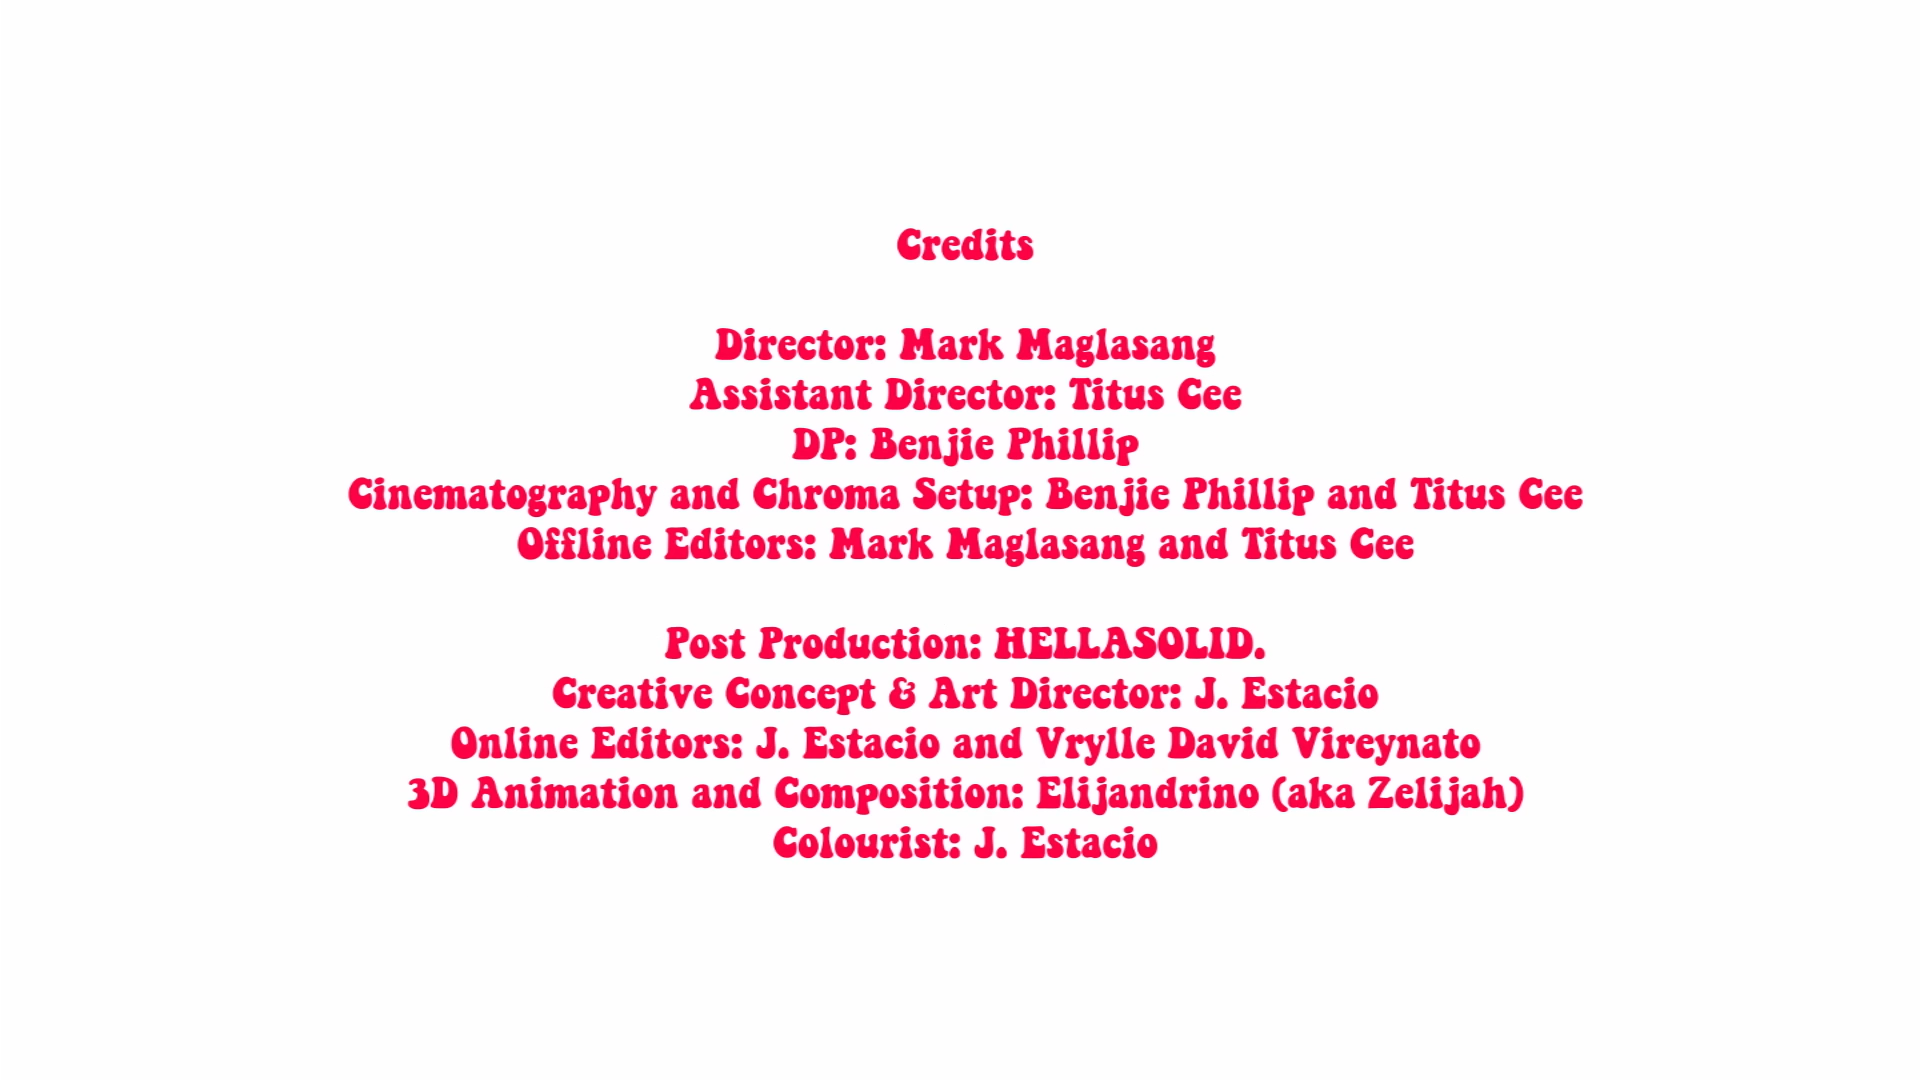 Credits
Director: Mark Maglasang
Assistant Director: Titus Cee
DP: Benjie Phillip
Cinematography and Chroma Setup: Benjie Phillip and Titus Cee
Offline Editors: Mark Maglasang and Titus Cee
Post Production: HELLASOLID.
Creative Concept & Art Director: J. Estacio
Online Editors: J. Estacio and Vrylle David Vireynato
3D Animation and Composition: Elijandrino (aka Zelijah)
Colourist: J. Estacio